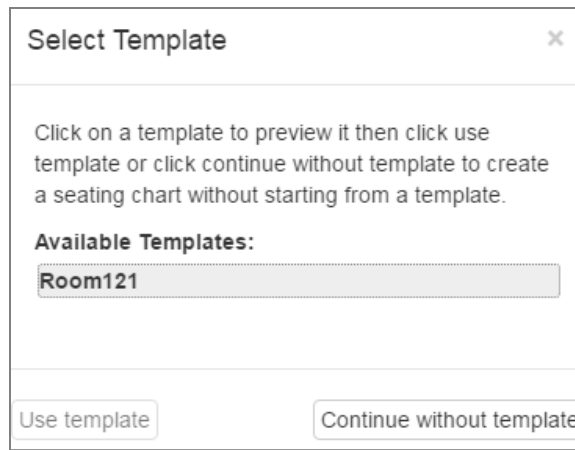 Select Template ×
Click on a template to preview it then click use
template or click continue without template to create
a seating chart without starting from a template.
Available Templates:
Room121
Use template Continue without template